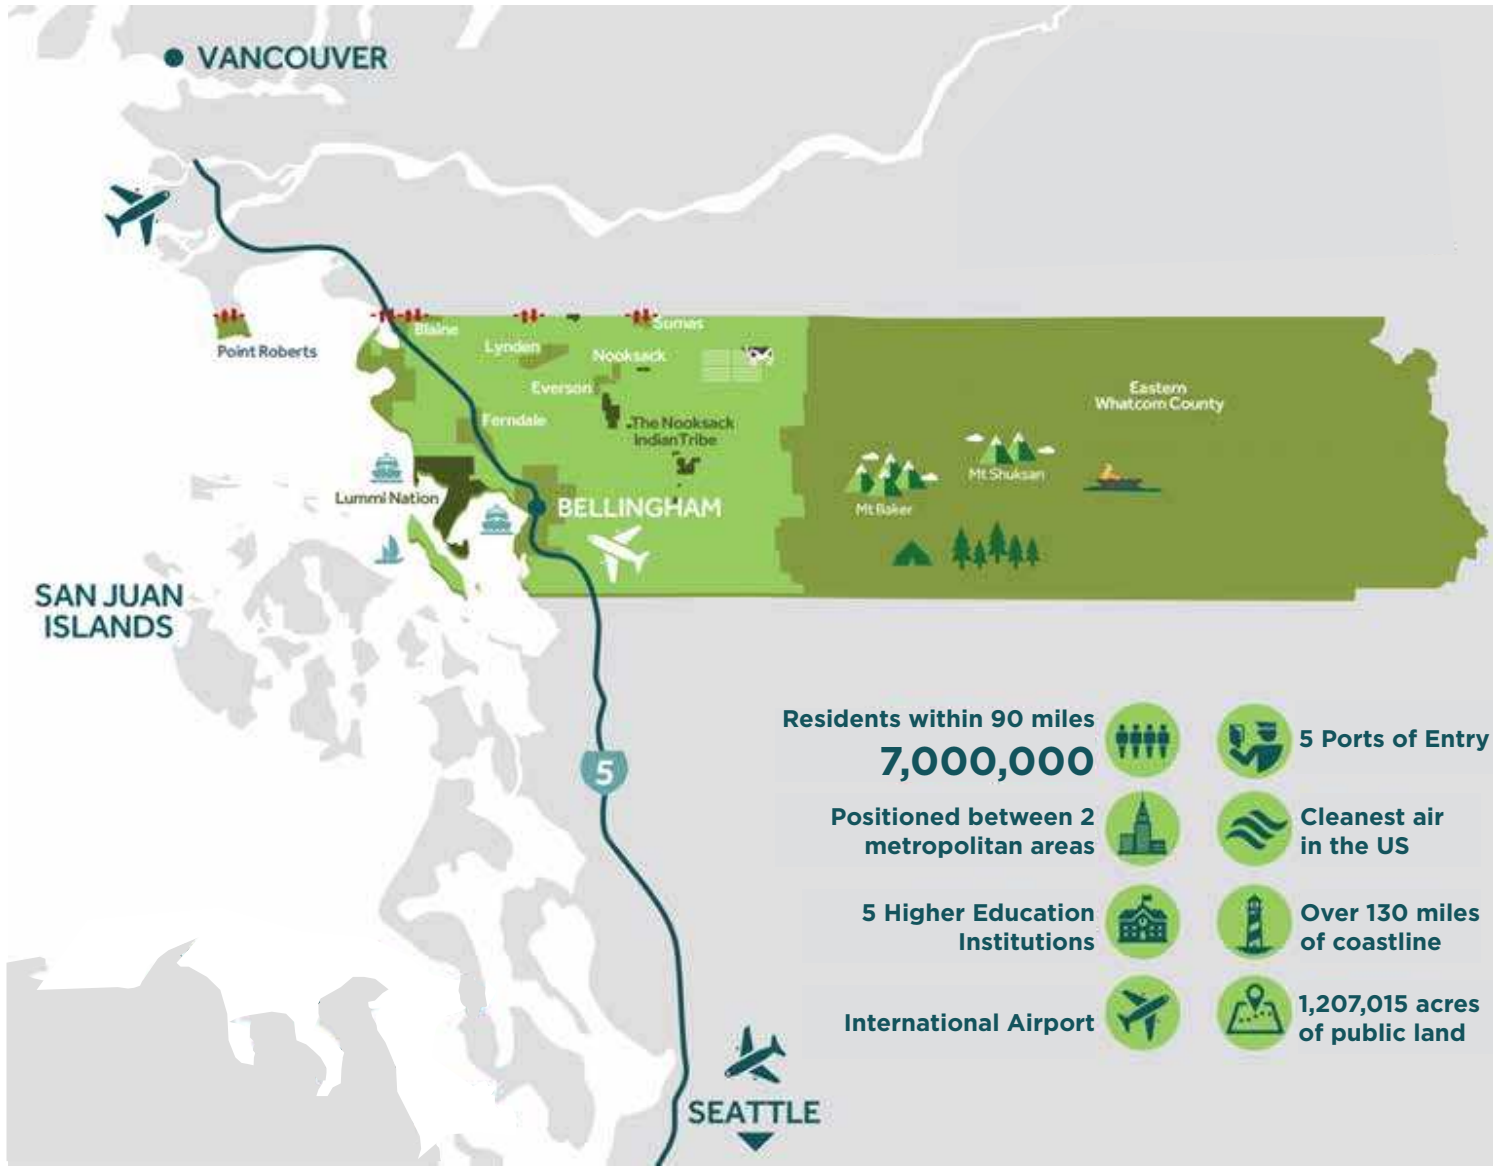 VANCOUVER
Point Roberts
Blaine
Sumas
Lynden
Nooksack
Everson
Ferndale
The Nooksack
Indian Tribe
Eastern
Whatcom County
Mt Shuksan
Mt Baker
Lummi Nation
BELLINGHAM
SAN JUAN
ISLANDS
5
Residents within 90 miles
7,000,000
5 Ports of Entry
Positioned between 2
metropolitan areas
Cleanest air
in the US
5 Higher Education
Institutions
Over 130 miles
of coastline
International Airport
1,207,015 acres
of public land
SEATTLE